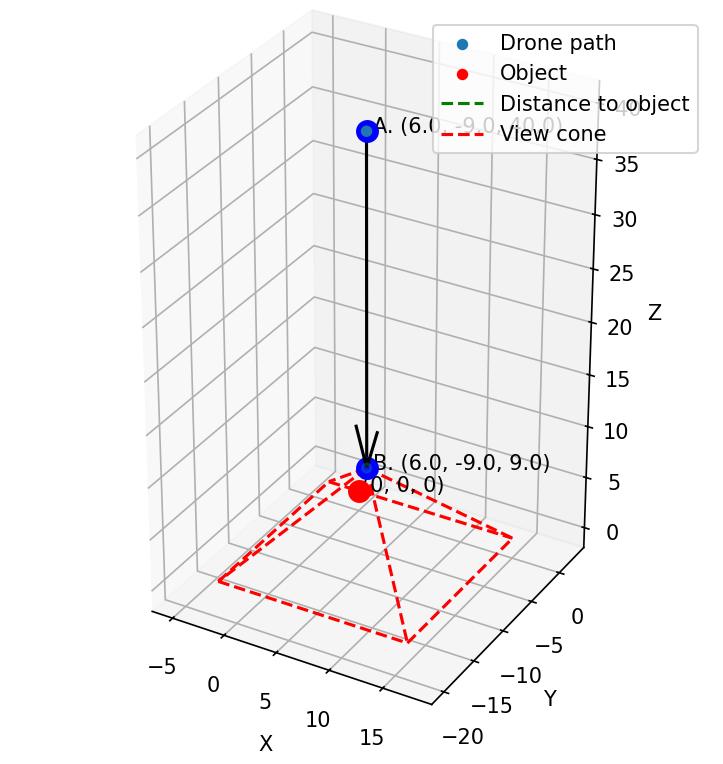 Drone path
Object
Distance to object
View cone
A. (6.0, -9.0, 40.0)
40
35
30
25
20
15
10
5
0
Z
B. (6.0, -9.0, 9.0)
0, 0, 0)
−5
0
5
10
15
X
0
−5
−10
−15
−20
Y